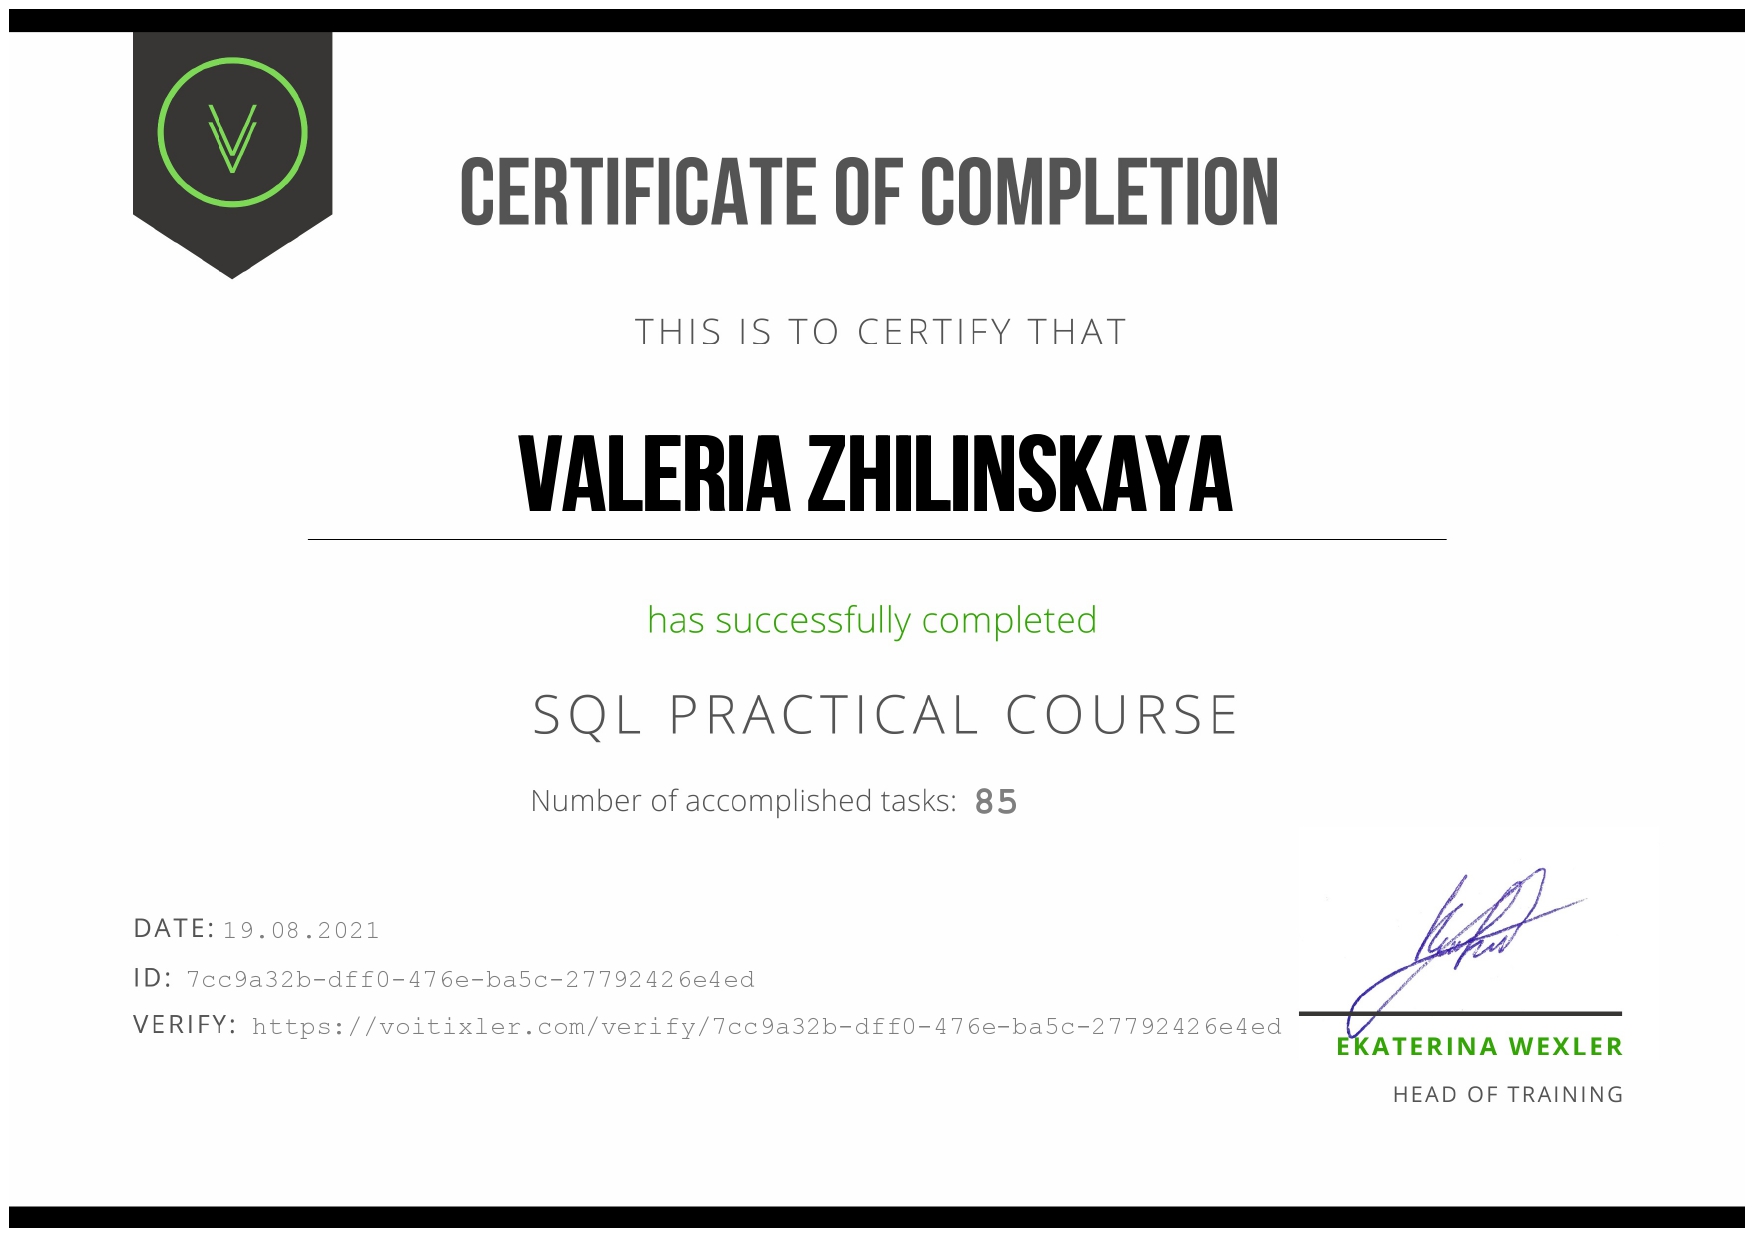 CERTIFICATE OF COMPLETION
THIS IS TO CERTIFY THAT
VALERIA ZHILINSKAYA
has successfully completed
SQL PRACTICAL COURSE
Number of accomplished tasks: 85
DATE: 19.08.2021
ID: 7cc9a32b-dff0-476e-ba5c-27792426e4ed
VERIFY: https://voitixler.com/verify/7cc9a32b-dff0-476e-ba5c-27792426e4ed
EKATERINA WEXLER
HEAD OF TRAINING